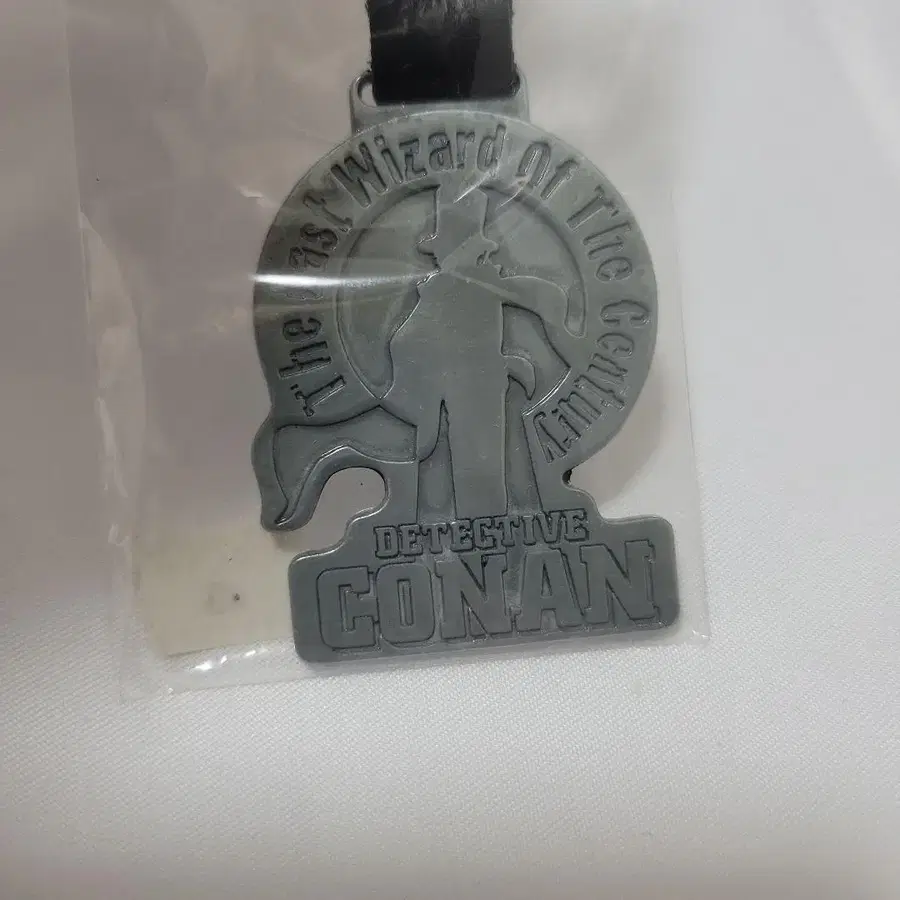 The Last Wizard Of The Century
DETECTIVE
CONAN